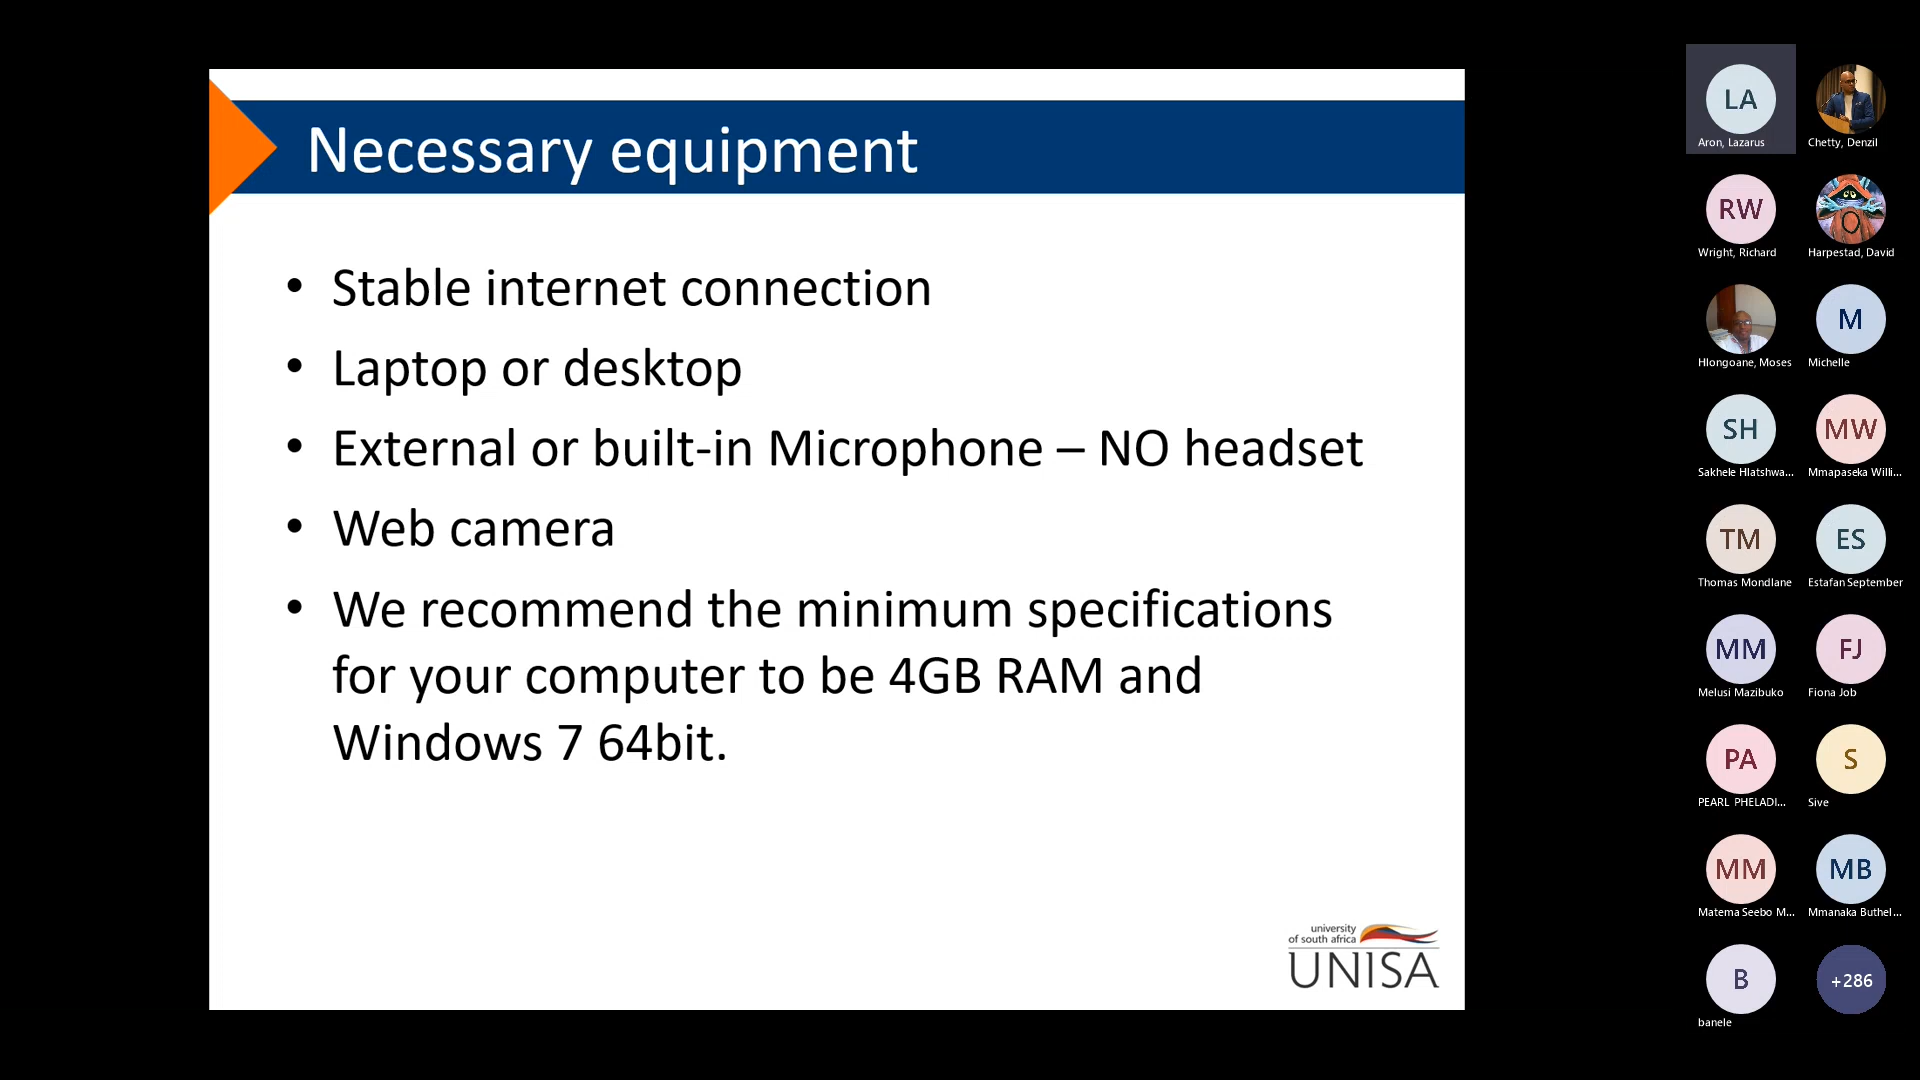 Necessary equipment
• Stable internet connection
• Laptop or desktop
• External or built-in Microphone – NO headset
• Web camera
• We recommend the minimum specifications
for your computer to be 4GB RAM and
Windows 7 64bit.
university
of south africa
UNISA
LA
Aron, Lazarus
Chetty, Denzil
RW
Wright, Richard
Harpestad, David
Hlongoane, Moses
M
Michelle
SH
Sakhele Hlatshwa...
MW
Mmapaseka Willi...
TM
Thomas Mondlane
ES
Estafan September
MM
Melusi Mazibuko
FJ
Fiona Job
PA
PEARL PHELADI...
S
Sive
MM
Matema Seebo M...
MB
Mmanaka Buthel...
B
banele
+286